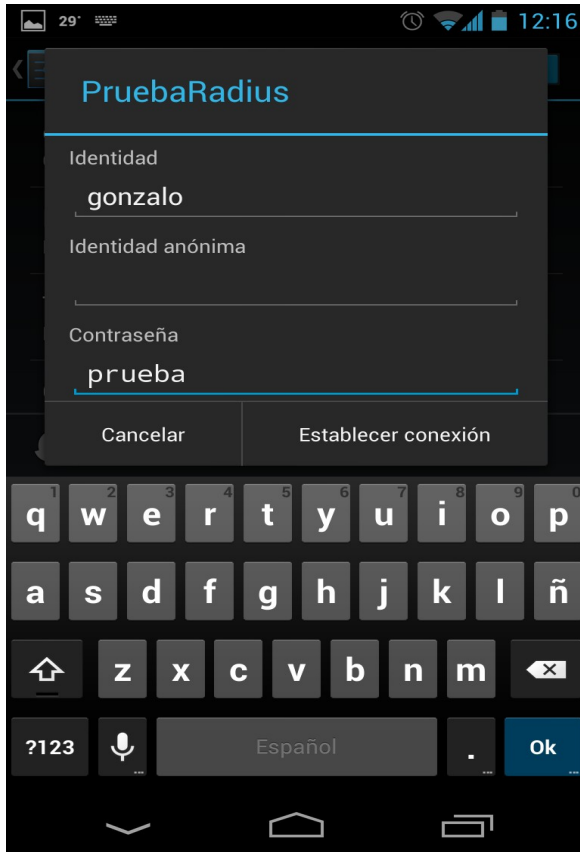 29° 12:16
PruebaRadius
Identidad
gonzalo
Identidad anónima
Contraseña
prueba
Cancelar Establecer conexión
1 2 3 4 5 6 7 8 9 0
q w e r t y u i o p
a s d f g h j k l ñ
z x c v b n m
?123 Español . Ok